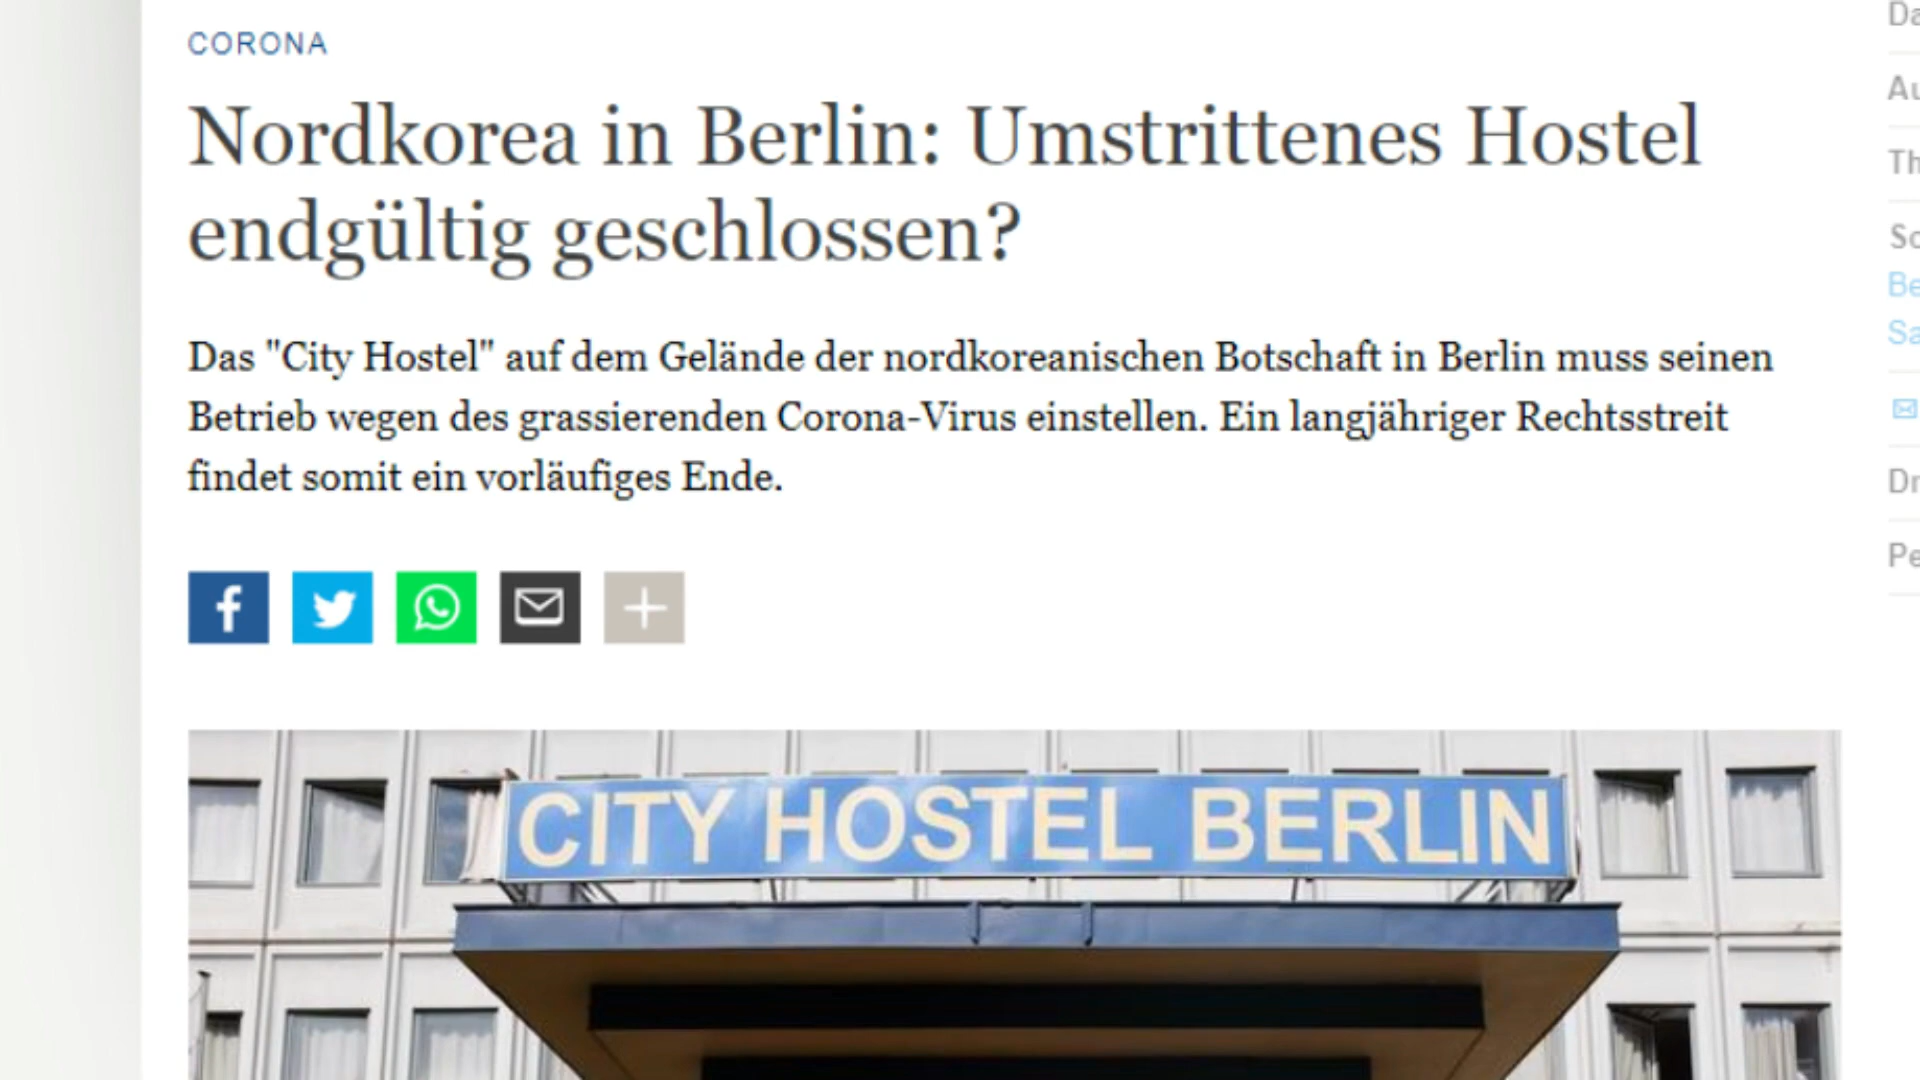 CORONA
Nordkorea in Berlin: Umstrittenes Hostel
endgültig geschlossen?
Das "City Hostel" auf dem Gelände der nordkoreanischen Botschaft in Berlin muss seinen
Betrieb wegen des grassierenden Corona-Virus einstellen. Ein langjähriger Rechtsstreit
findet somit ein vorläufiges Ende.
CITY HOSTEL BERLIN